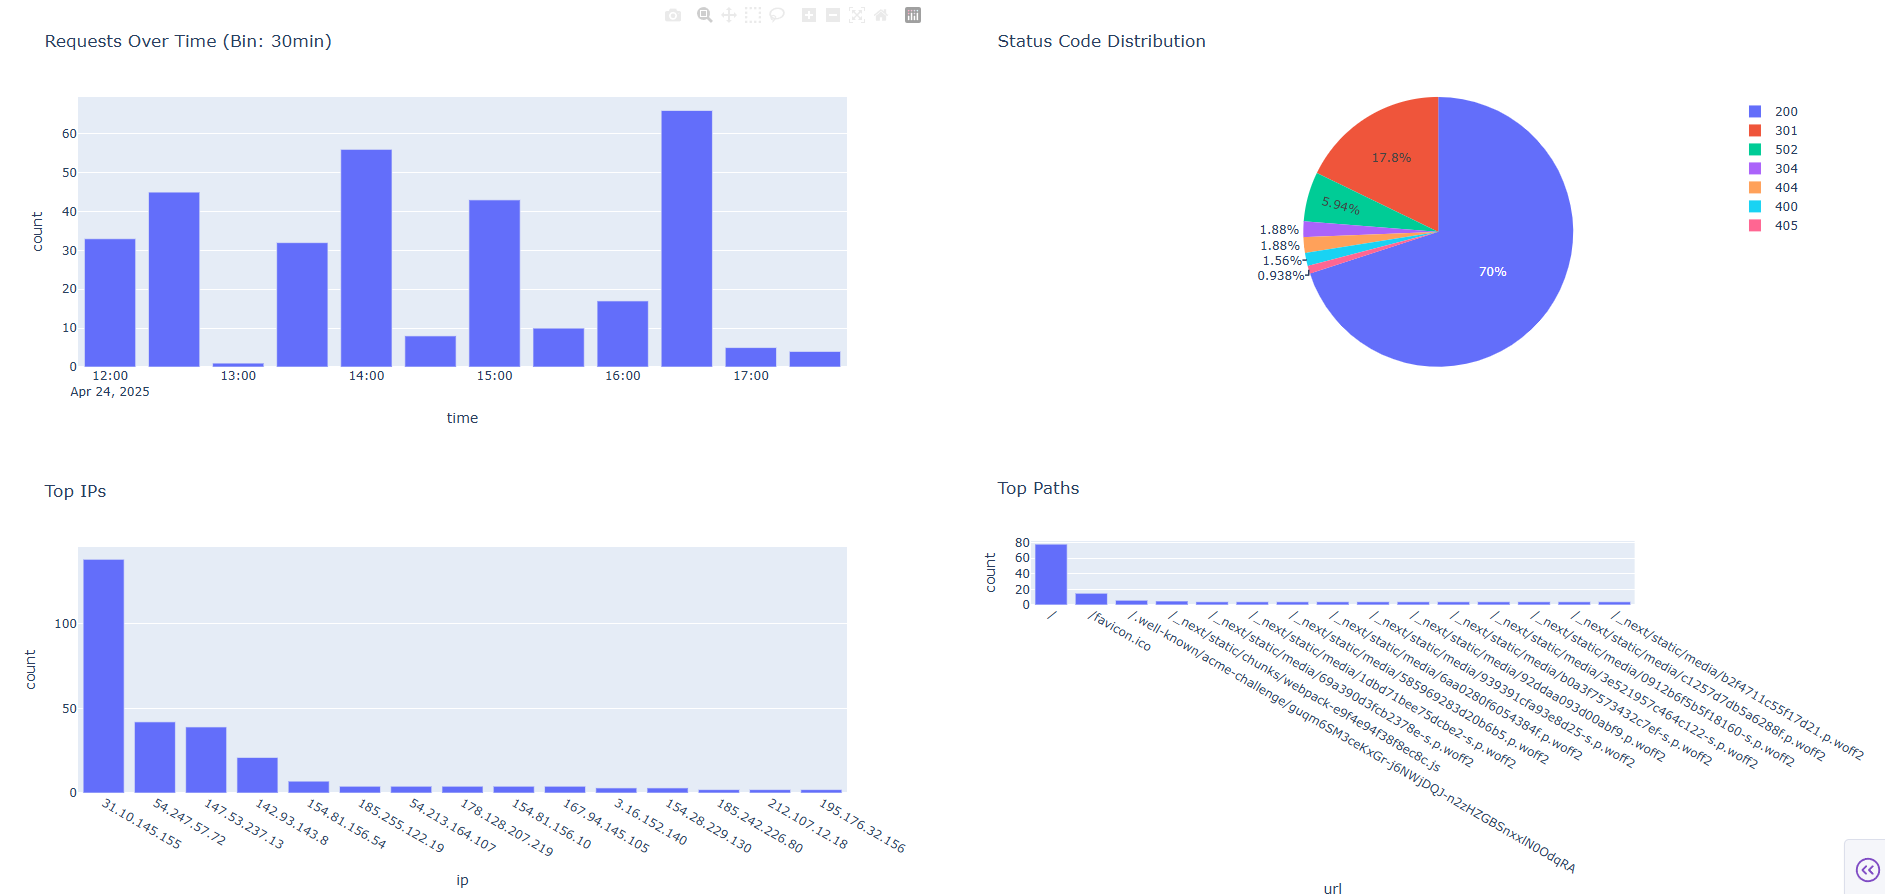 Requests Over Time (Bin: 30min)
count
60
50
40
30
20
10
0
12:00
Apr 24, 2025
13:00
14:00
15:00
16:00
17:00
time
Status Code Distribution
17.8%
5.94%
1.88%
1.88%
1.56%
0.938%
70%
200
301
502
304
404
400
405
Top IPs
count
100
50
0
31.10.145.155
54.247.57.72
147.53.237.13
142.93.143.8
154.81.156.54
185.255.122.19
54.213.164.107
178.128.207.219
154.81.156.10
167.94.145.105
3.16.152.140
154.28.229.130
185.242.226.80
212.107.12.18
195.176.32.156
ip
Top Paths
count
80
60
40
20
0
/
/favicon.ico
/.well-known/acme-challenge/guqm6SM3ceKxGr-j6NWjDQJ-n2zHZGBSnxxlN0OdqRA
/_next/static/chunks/webpack-e9f4e94f38f8ec8c.js
/_next/static/media/69a390d3fcb2378e-s.p.woff2
/_next/static/media/1dbd71bee75dcbe2-s.p.woff2
/_next/static/media/585969283d20b6b5.p.woff2
/_next/static/media/6aa0280f6054384f.p.woff2
/_next/static/media/939391cfa93e8d25-s.p.woff2
/_next/static/media/92ddaa093d00abf9.p.woff2
/_next/static/media/b0a3f7573432c7ef-s.p.woff2
/_next/static/media/3e521957c464c122-s.p.woff2
/_next/static/media/0912b6f5b5f18160-s.p.woff2
/_next/static/media/c1257d7db5a6288f.p.woff2
/_next/static/media/b2f4711c55f17d21.p.woff2
url